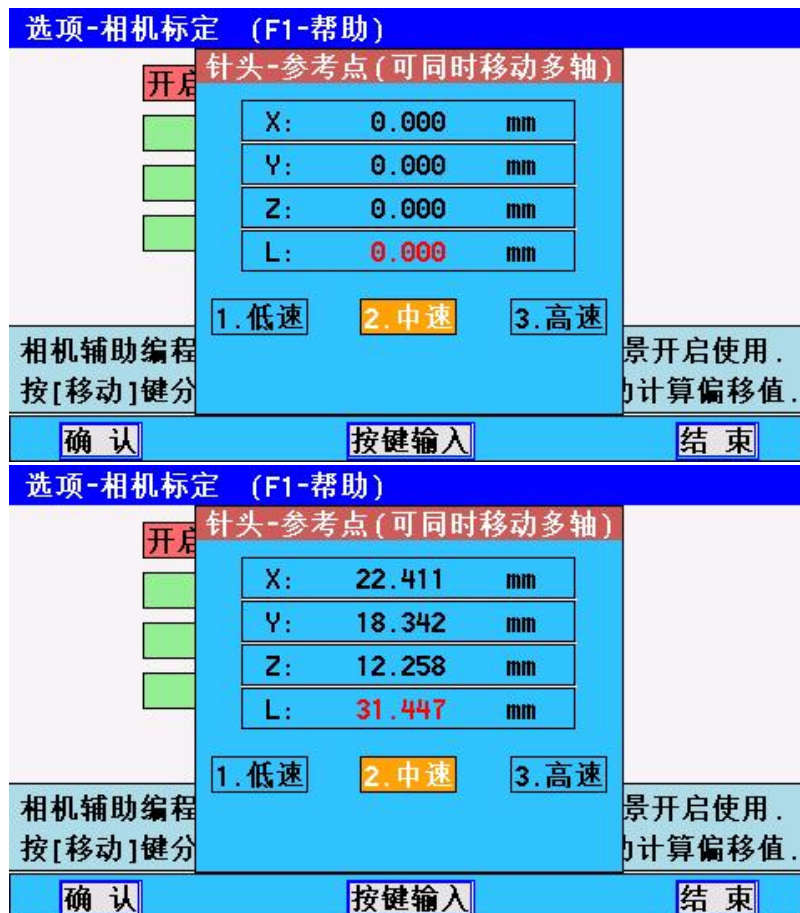 选项-相机标定 (F1-帮助)
针头-参考点(可同时移动多轴)
开启
X: 0.000 mm
Y: 0.000 mm
Z: 0.000 mm
L: 0.000 mm
1.低速 2.中速 3.高速
相机辅助编程 景开启使用.
按[移动]键分 动计算偏移值.
确 认 按键输入 结 束
选项-相机标定 (F1-帮助)
针头-参考点(可同时移动多轴)
开启
X: 22.411 mm
Y: 18.342 mm
Z: 12.258 mm
L: 31.447 mm
1.低速 2.中速 3.高速
相机辅助编程 景开启使用.
按[移动]键分 动计算偏移值.
确 认 按键输入 结 束